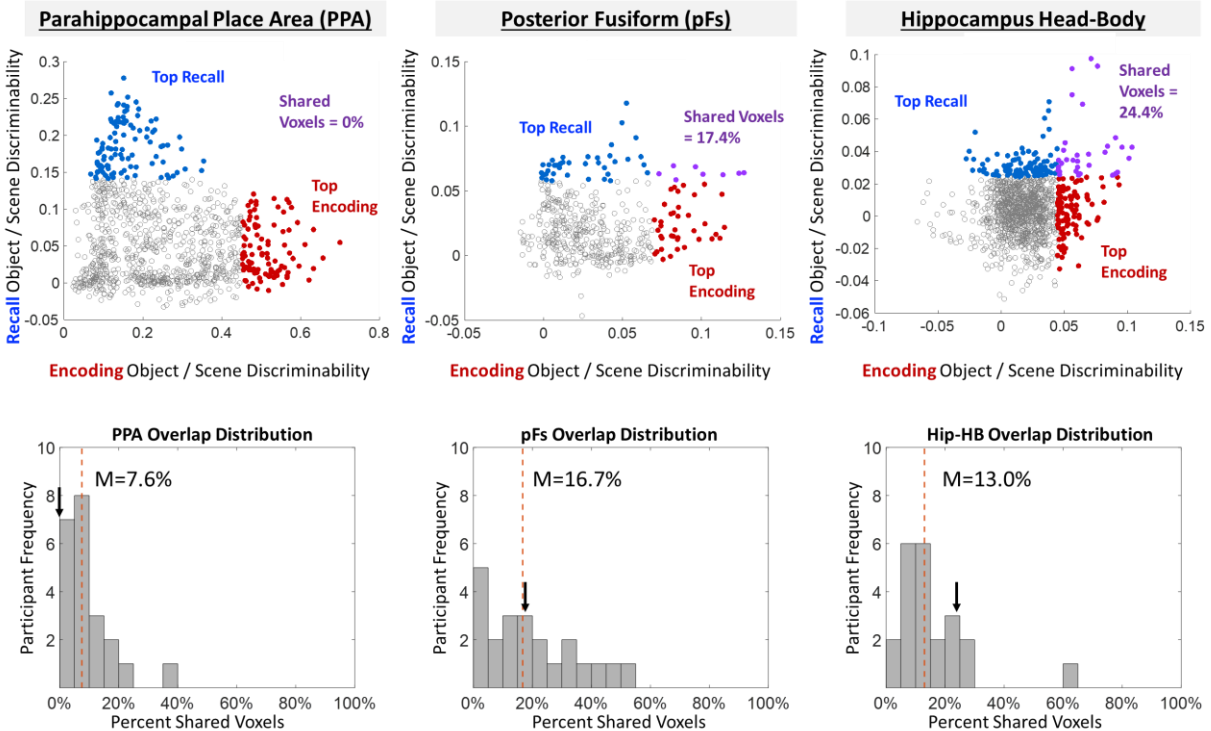 Parahippocampal Place Area (PPA)
Posterior Fusiform (pFs)
Hippocampus Head-Body
Recall Object / Scene Discriminability
0.3
0.25
0.2
0.15
0.1
0.05
0
-0.05
Top Recall
Shared
Voxels = 0%
Top
Encoding
0
0.2
0.4
0.6
0.8
Encoding Object / Scene Discriminability
0.15
0.1
0.05
0
-0.05
Top Recall
Shared Voxels
= 17.4%
Top
Encoding
-0.05
0
0.05
0.1
0.15
Encoding Object / Scene Discriminability
Recall Object / Scene Discriminability
0.1
0.08
0.06
0.04
0.02
0
-0.02
-0.04
-0.06
Top Recall
Shared
Voxels =
24.4%
Top
Encoding
-0.1
-0.05
0
0.05
0.1
0.15
Encoding Object / Scene Discriminability
PPA Overlap Distribution
Participant Frequency
10
8
6
4
2
M=7.6%
0%
20%
40%
60%
80%
100%
Percent Shared Voxels
pFs Overlap Distribution
Participant Frequency
10
8
6
4
2
M=16.7%
0%
20%
40%
60%
80%
100%
Percent Shared Voxels
Hip-HB Overlap Distribution
Participant Frequency
10
8
6
4
2
M=13.0%
0%
20%
40%
60%
80%
100%
Percent Shared Voxels